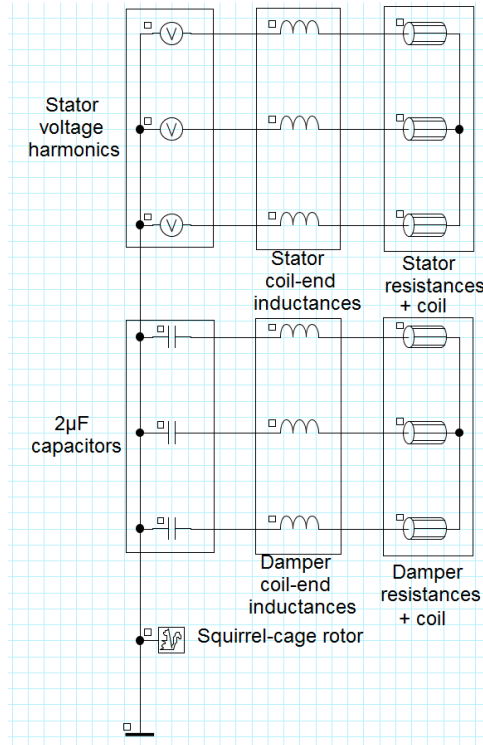 V
Stator
voltage
harmonics
V
V
Stator
coil-end
inductances
Stator
resistances
+ coil
2µF
capacitors
Damper
coil-end
inductances
Damper
resistances
+ coil
Squirrel-cage rotor